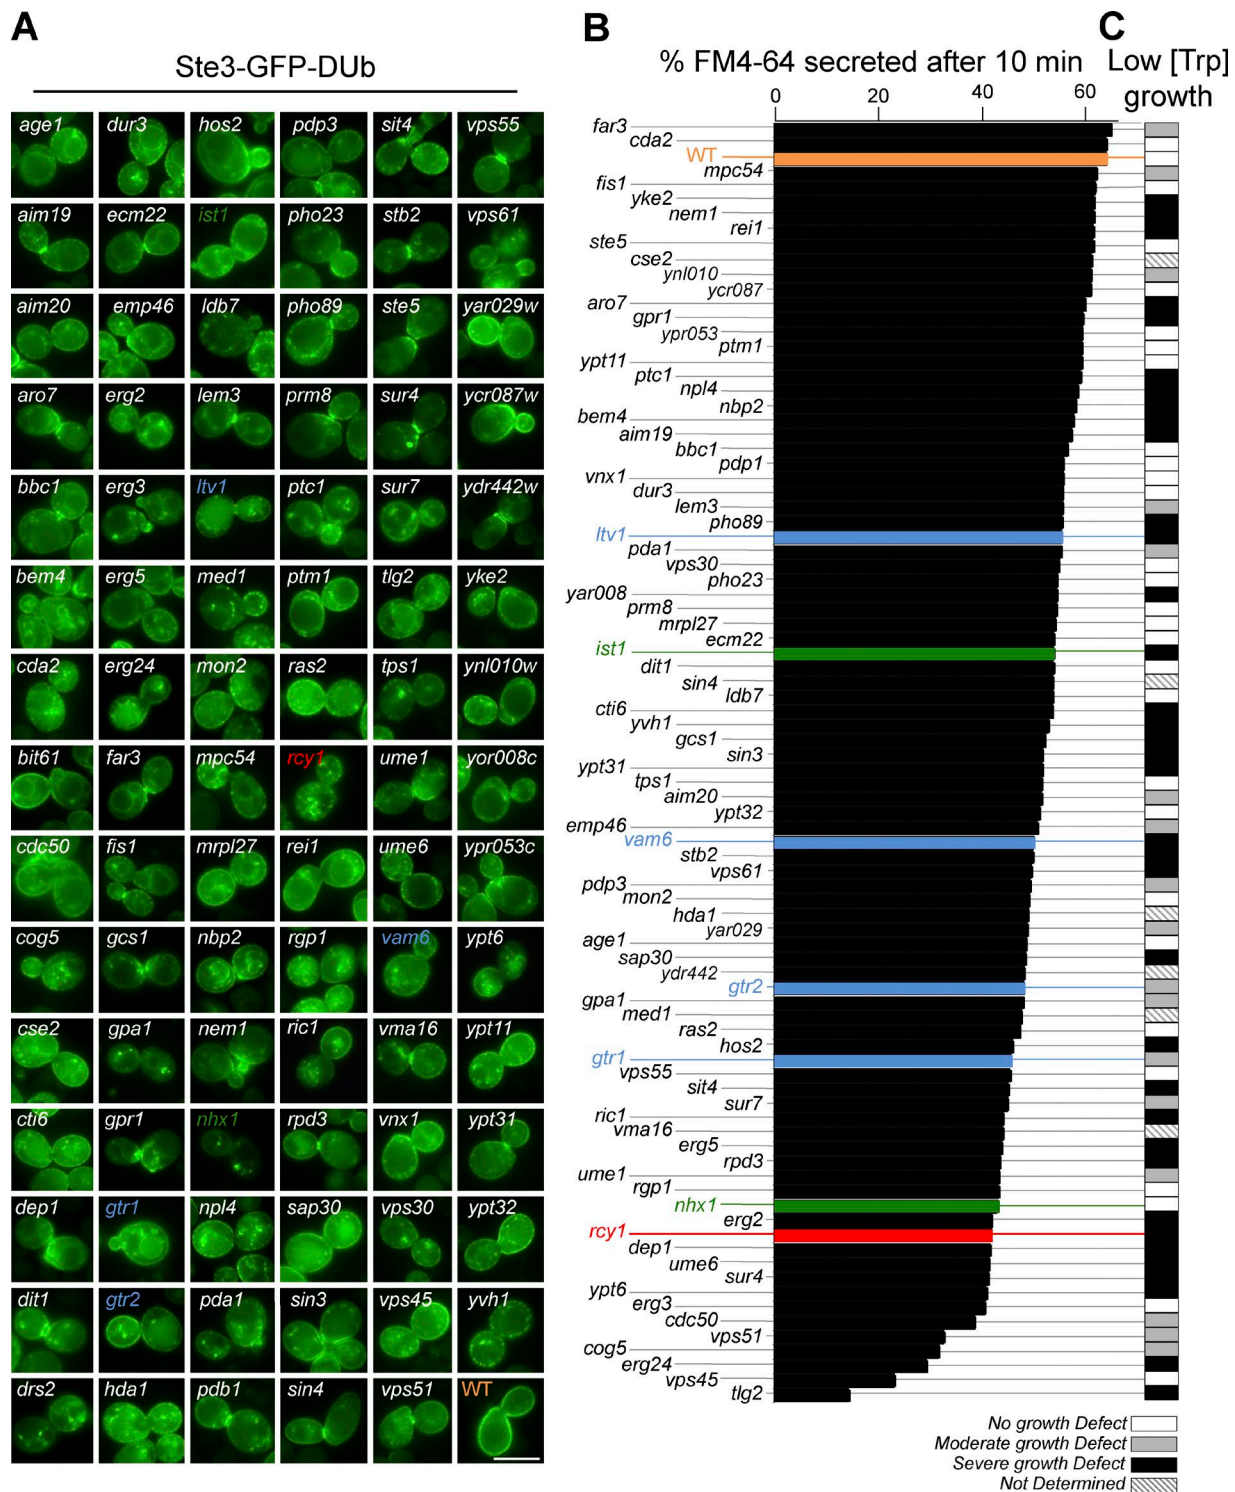 A
B
C
Ste3-GFP-DUb
% FM4-64 secreted after 10 min
Low [Trp]
growth
age1 dur3 hos2 pdp3 sit4 vps55
aim19 ecm22 ist1 pho23 stb2 vps61
aim20 emp46 ldb7 pho89 ste5 yar029w
aro7 erg2 lem3 prm8 sur4 ycr087w
bbc1 erg3 ltv1 ptc1 sur7 ydr442w
bem4 erg5 med1 ptm1 tlg2 yke2
cda2 erg24 mon2 ras2 tps1 ynl010w
bit61 far3 mpc54 rcy1 ume1 yor008c
cdc50 fis1 mrpl27 rei1 ume6 ypr053c
cog5 gcs1 nbp2 rgp1 vam6 ypt6
cse2 gpa1 nem1 ric1 vma16 ypt11
cti6 gpr1 nhx1 rpd3 vnx1 ypt31
dep1 gtr1 npl4 sap30 vps30 ypt32
dit1 gtr2 pda1 sin3 vps45 yvh1
drs2 hda1 pdb1 sin4 vps51 WT
0 20 40 60
far3
cda2
WT
mpc54
fis1
yke2
nem1
rei1
ste5
cse2
ynl010
ycr087
aro7
gpr1
ypr053
ptm1
ypt11
ptc1
npl4
nbp2
bem4
aim19
bbc1
pdp1
vnx1
dur3
lem3
pho89
ltv1
pda1
vps30
pho23
yar008
prm8
mrpl27
ecm22
ist1
dit1
sin4
ldb7
cti6
yvh1
gcs1
sin3
ypt31
tps1
aim20
ypt32
emp46
vam6
stb2
vps61
pdp3
mon2
hda1
yar029
age1
sap30
ydr442
gtr2
gpa1
med1
ras2
hos2
gtr1
vps55
sit4
sur7
ric1
vma16
erg5
rpd3
ume1
rgp1
nhx1
erg2
rcy1
dep1
ume6
sur4
ypt6
erg3
cdc50
vps51
cog5
erg24
vps45
tlg2
No growth Defect
Moderate growth Defect
Severe growth Defect
Not Determined